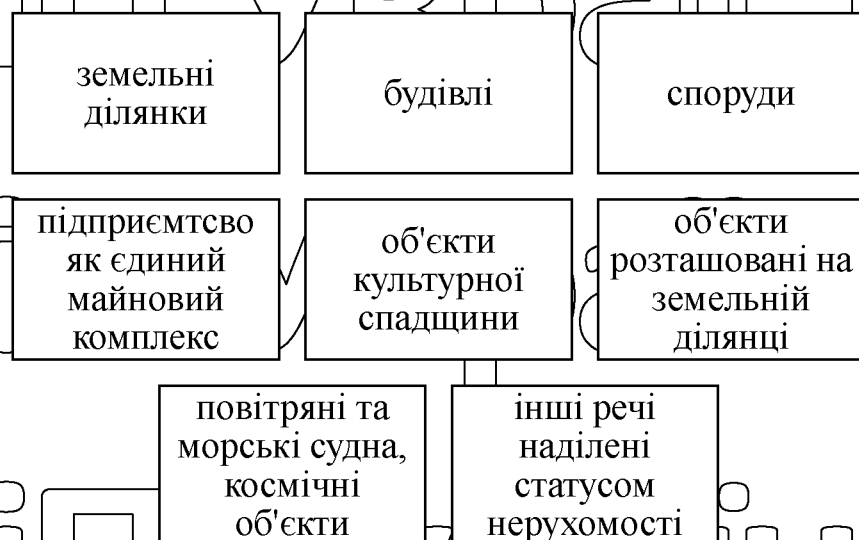 земельні
ділянки
будівлі
споруди
підприємтсво
як єдиний
майновий
комплекс
об'єкти
культурної
спадщини
об'єкти
розташовані на
земельній
ділянці
повітряні та
морські судна,
космічні
об'єкти
інші речі
наділені
статусом
нерухомості